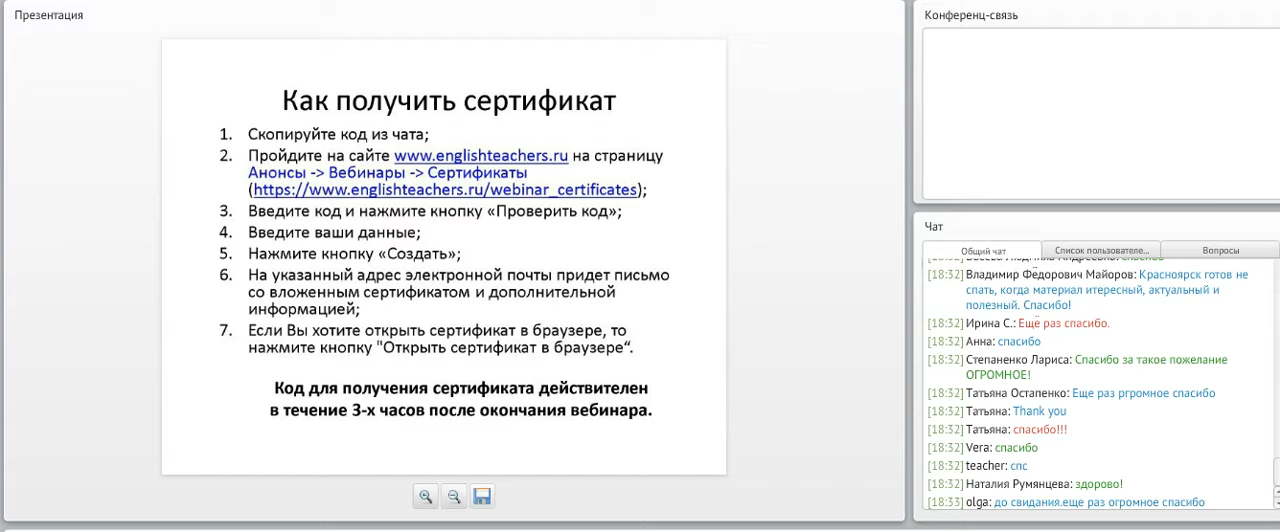 Презентация
Как получить сертификат
1. Скопируйте код из чата;
2. Пройдите на сайте www.englishteachers.ru на страницу
Анонсы -> Вебинары -> Сертификаты
(https://www.englishteachers.ru/webinar_certificates);
3. Введите код и нажмите кнопку «Проверить код»;
4. Введите ваши данные;
5. Нажмите кнопку «Создать»;
6. На указанный адрес электронной почты придет письмо
со вложенным сертификатом и дополнительной
информацией;
7. Если Вы хотите открыть сертификат в браузере, то
нажмите кнопку "Открыть сертификат в браузере“.
Код для получения сертификата действителен
в течение 3-х часов после окончания вебинара.
Конференц-связь
Чат
Общий чат
Список пользователе...
Вопросы
[18:32] Владимир Федорович Майоров: Красноярск готов не
спать, когда материал итересный, актуальный и
полезный. Спасибо!
[18:32] Ирина С.: Ещё раз спасибо.
[18:32] Анна: спасибо
[18:32] Степаненко Лариса: Спасибо за такое пожелание
ОГРОМНОЕ!
[18:32] Татьяна Остапенко: Еще раз ргромное спасибо
[18:32] Татьяна: Thank you
[18:32] Татьяна: спасибо!!!
[18:32] Vera: спасибо
[18:32] teacher: спс
[18:32] Наталия Румянцева: здорово!
[18:33] olga: до свидания.еще раз огромное спасибо